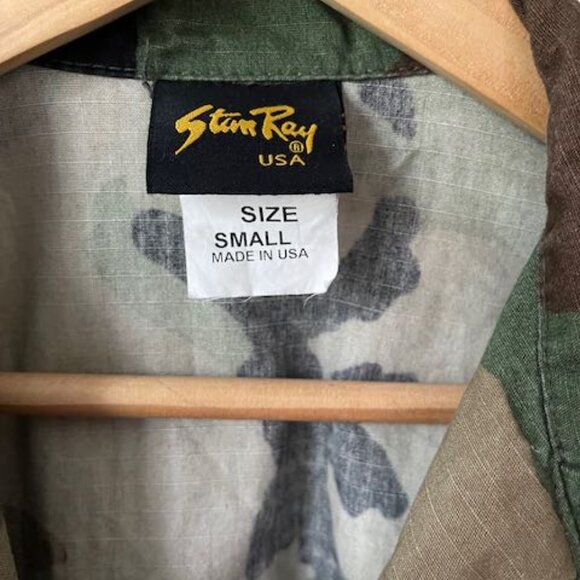 Stan Ray ®
USA
SIZE
SMALL
MADE IN USA